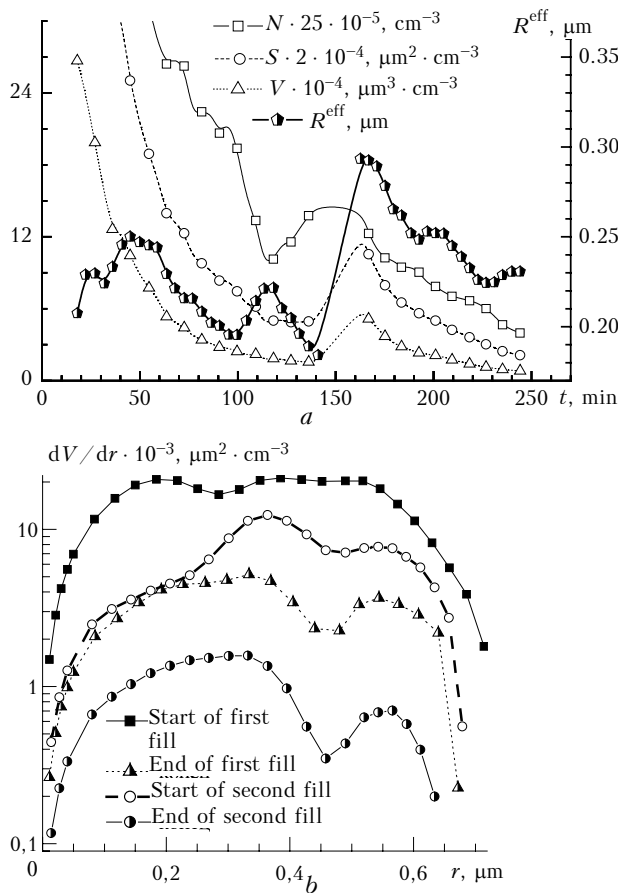 N · 25 · 10⁻⁵, cm⁻³
S · 2 · 10⁻⁴, μm² · cm⁻³
V · 10⁻⁴, μm³ · cm⁻³
R^eff, μm
R^eff, μm
24
12
0
0.35
0.30
0.25
0.20
0 50 100 150 200 250 t, min
a
dV/dr · 10⁻³, μm² · cm⁻³
10
1
0,1
Start of first
fill
End of first fill
Start of second fill
End of second fill
0 0,2 0,4 0,6 r, μm
b